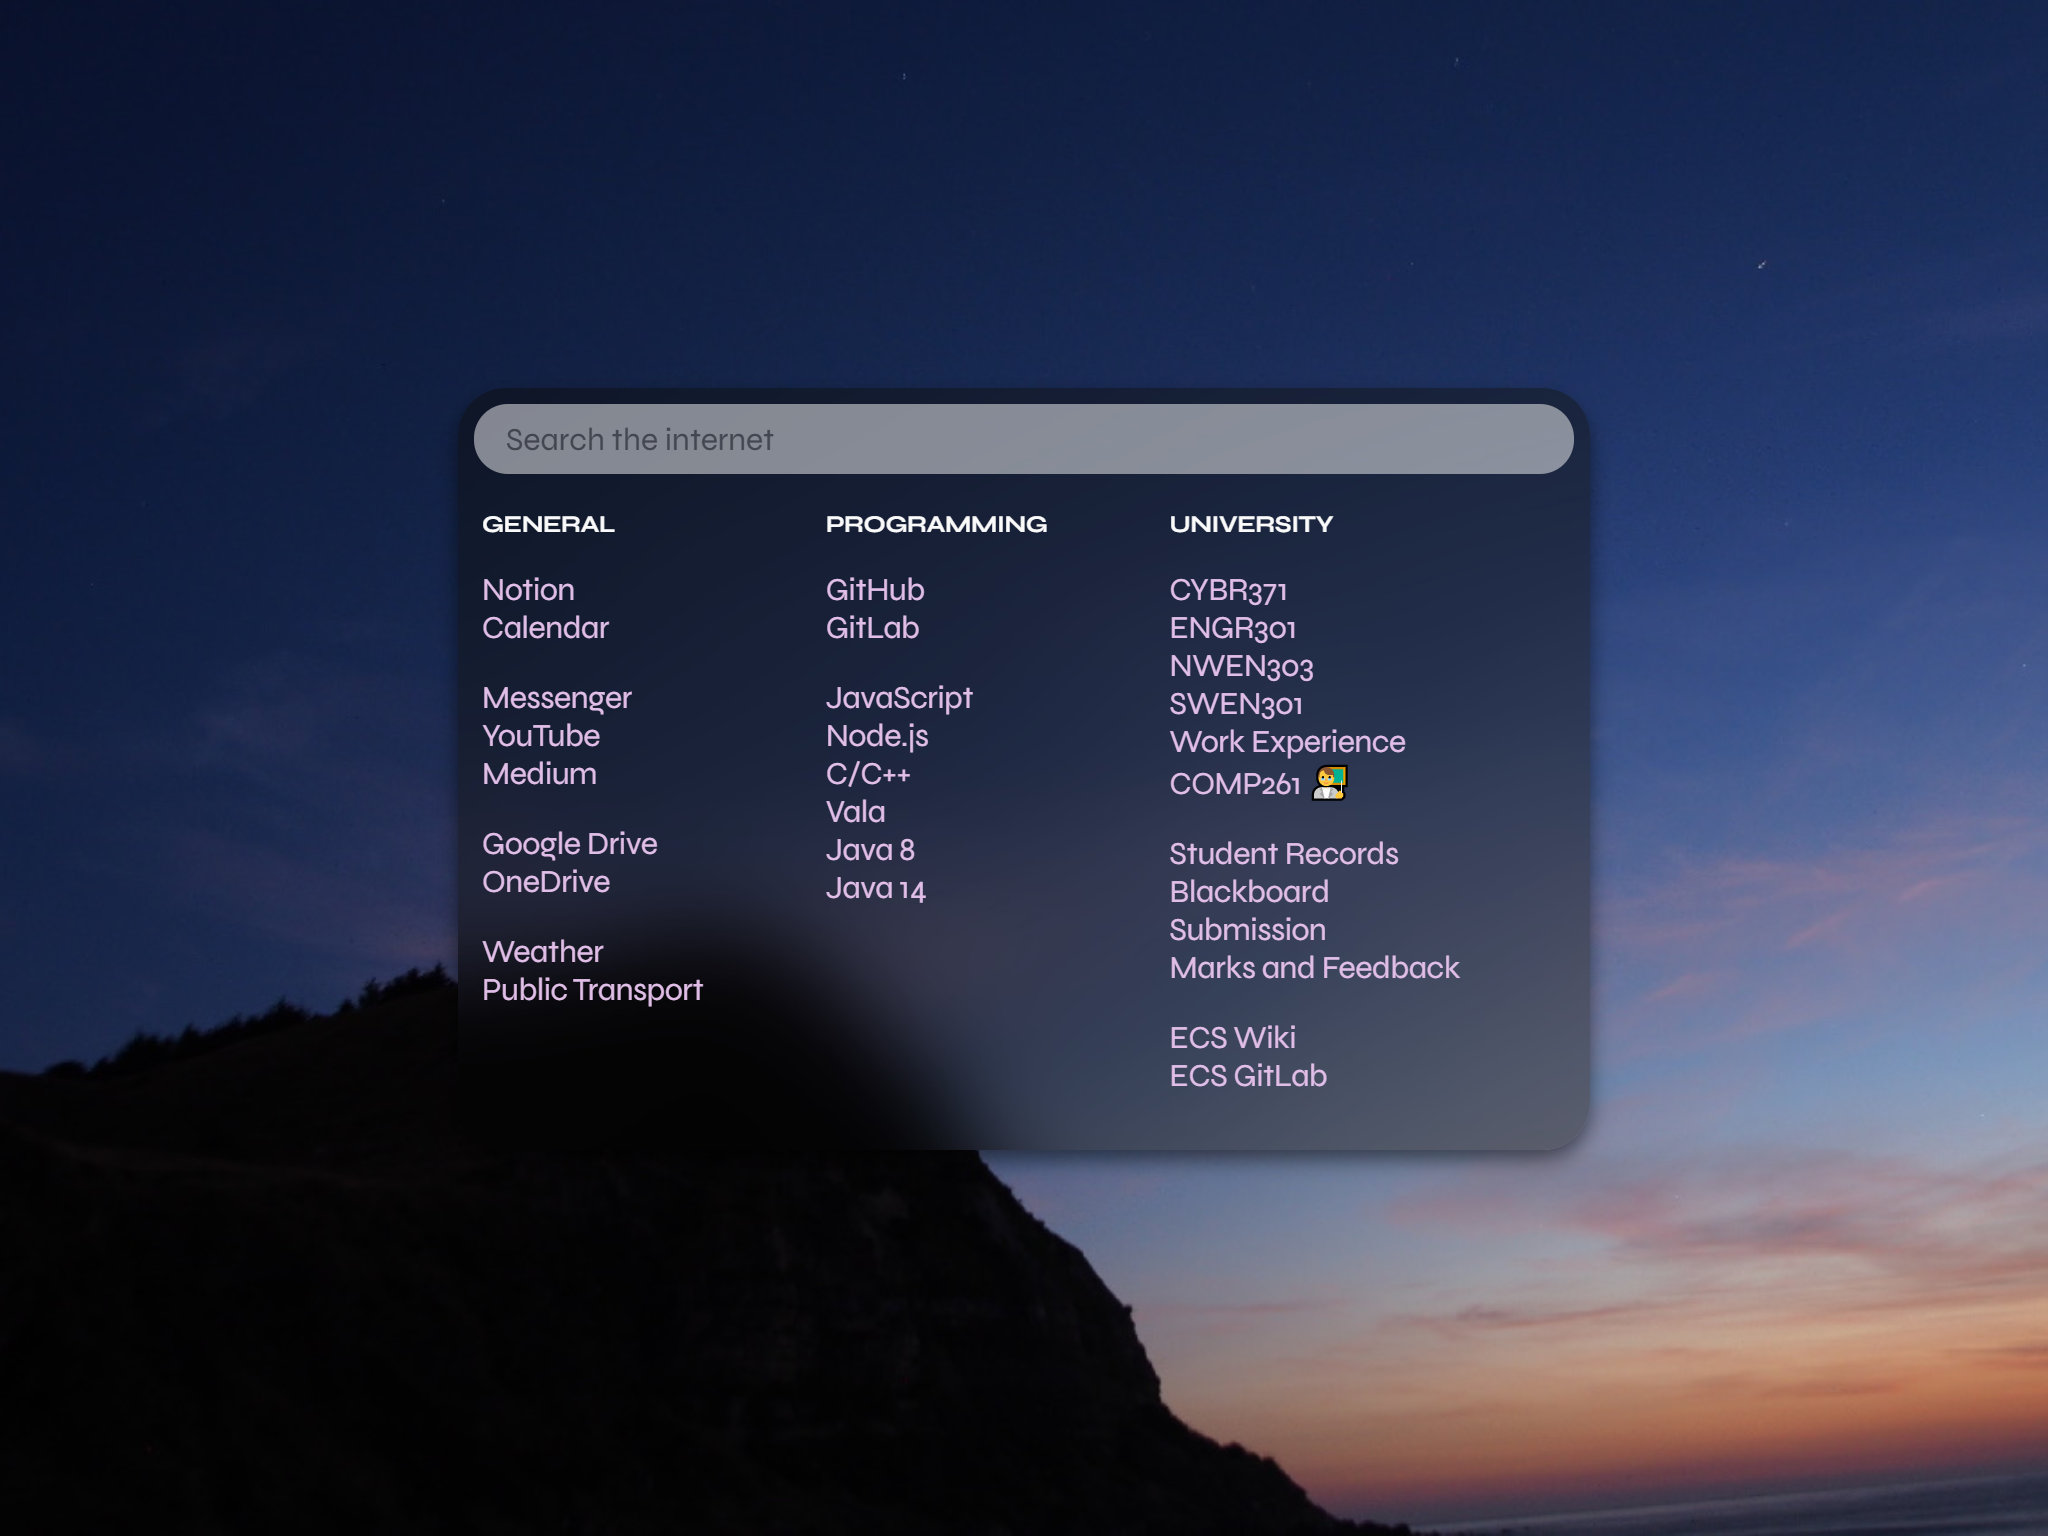 Search the internet
GENERAL
Notion
Calendar
Messenger
YouTube
Medium
Google Drive
OneDrive
Weather
Public Transport
PROGRAMMING
GitHub
GitLab
JavaScript
Node.js
C/C++
Vala
Java 8
Java 14
UNIVERSITY
CYBR371
ENGR301
NWEN303
SWEN301
Work Experience
COMP261 👨‍🏫
Student Records
Blackboard
Submission
Marks and Feedback
ECS Wiki
ECS GitLab